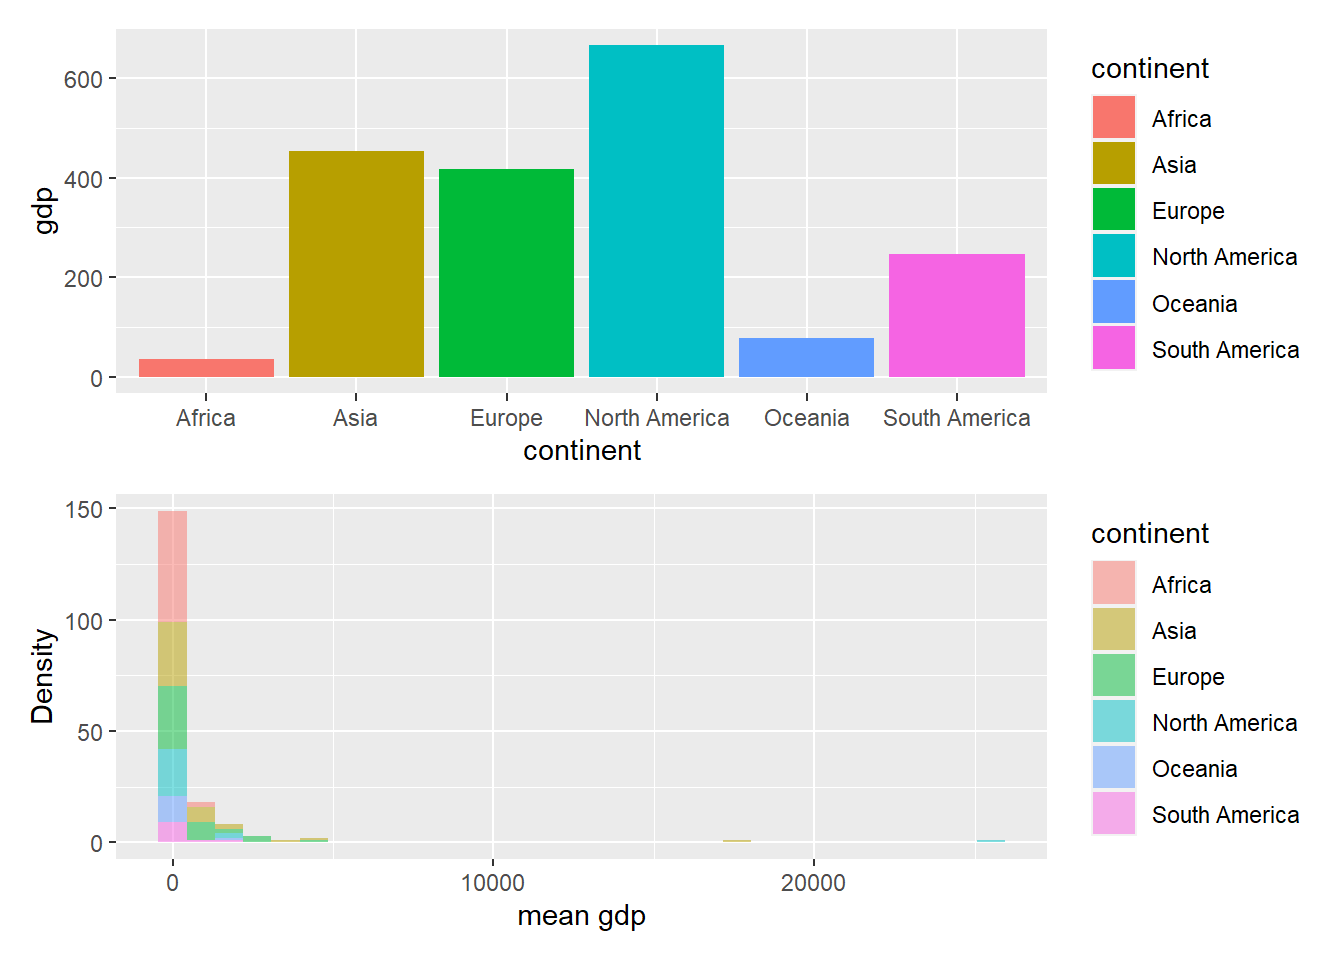 600
400
200
0
gdp
Africa Asia Europe North America Oceania South America
continent
continent
Africa
Asia
Europe
North America
Oceania
South America
150
100
50
0
Density
0 10000 20000
mean gdp
continent
Africa
Asia
Europe
North America
Oceania
South America